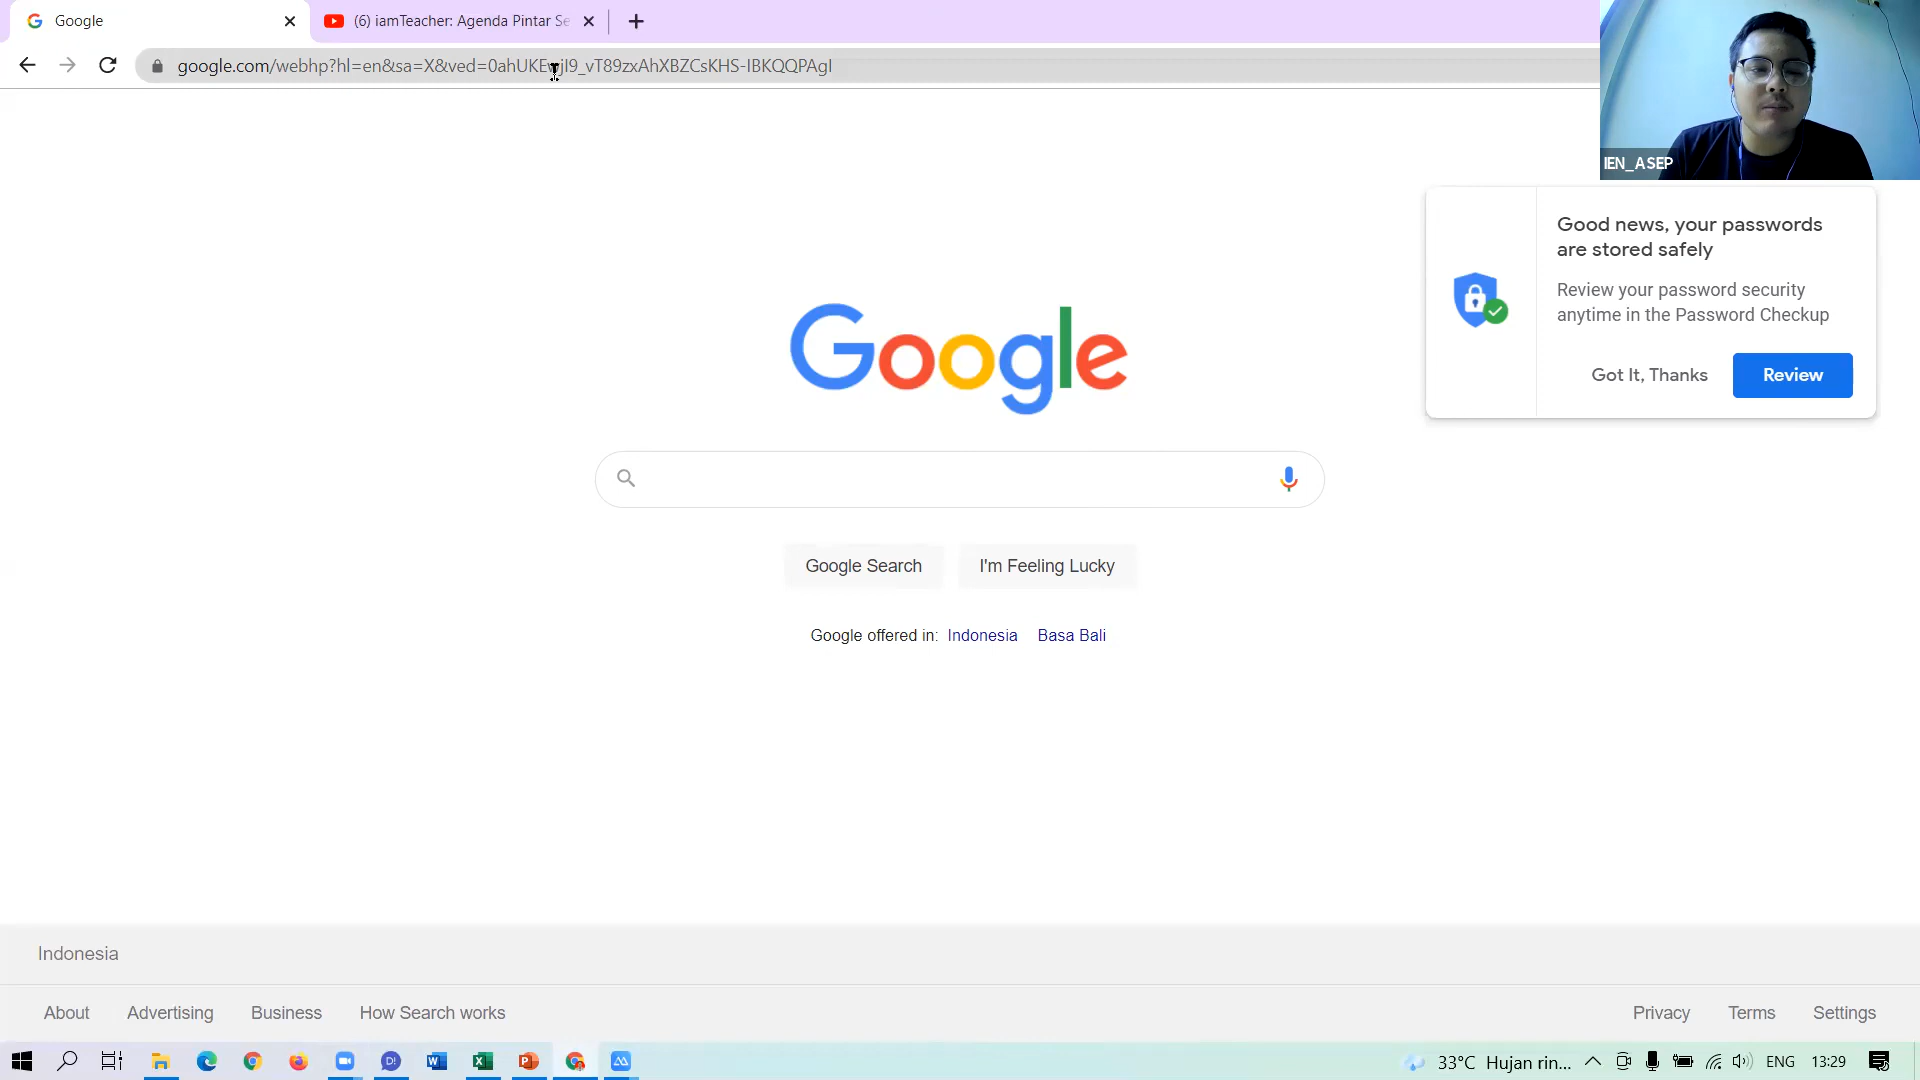 Google
(6) iamTeacher: Agenda Pintar Se
google.com/webhp?hl=en&sa=X&ved=0ahUKEwjI9_vT89zxAhXBZCsKHS-IBKQQPAgI
IEN_ASEP
Good news, your passwords
are stored safely
Review your password security
anytime in the Password Checkup
Got It, Thanks
Review
Google
Google Search
I'm Feeling Lucky
Google offered in: Indonesia Basa Bali
Indonesia
About Advertising Business How Search works
Privacy Terms Settings
33°C Hujan rin... ENG 13:29